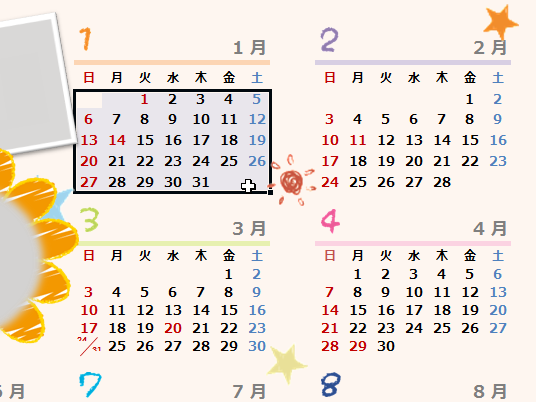 1 1 月
日 月 火 水 木 金 土
1 2 3 4 5
6 7 8 9 10 11 12
13 14 15 16 17 18 19
20 21 22 23 24 25 26
27 28 29 30 31
2 2 月
日 月 火 水 木 金 土
1 2
3 4 5 6 7 8 9
10 11 12 13 14 15 16
17 18 19 20 21 22 23
24 25 26 27 28
3 3 月
日 月 火 水 木 金 土
1 2
3 4 5 6 7 8 9
10 11 12 13 14 15 16
17 18 19 20 21 22 23
24/31 25 26 27 28 29 30
4 4 月
日 月 火 水 木 金 土
1 2 3 4 5 6
7 8 9 10 11 12 13
14 15 16 17 18 19 20
21 22 23 24 25 26 27
28 29 30
月
7 7 月
8 8 月